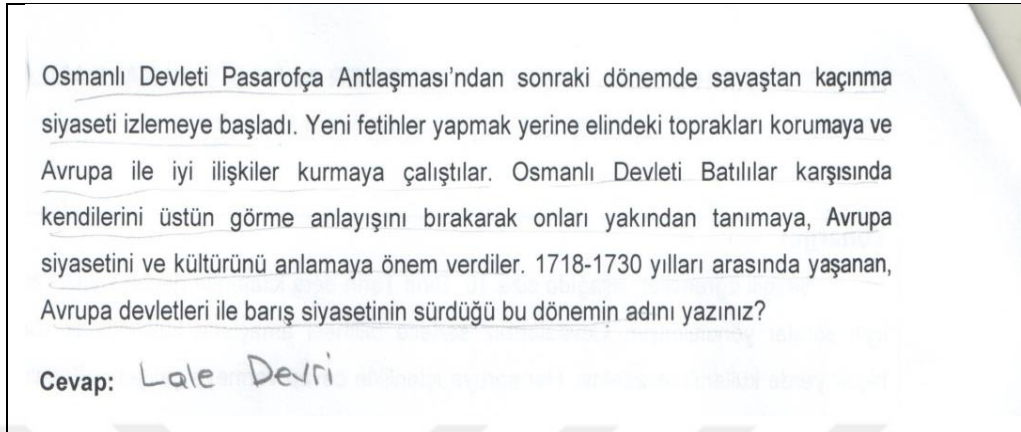 Osmanlı Devleti Pasarofça Antlaşması'ndan sonraki dönemde savaştan kaçınma
siyaseti izlemeye başladı. Yeni fetihler yapmak yerine elindeki toprakları korumaya ve
Avrupa ile iyi ilişkiler kurmaya çalıştılar. Osmanlı Devleti Batılılar karşısında
kendilerini üstün görme anlayışını bırakarak onları yakından tanımaya, Avrupa
siyasetini ve kültürünü anlamaya önem verdiler. 1718-1730 yılları arasında yaşanan,
Avrupa devletleri ile barış siyasetinin sürdüğü bu dönemin adını yazınız?
Cevap: Lale Devri